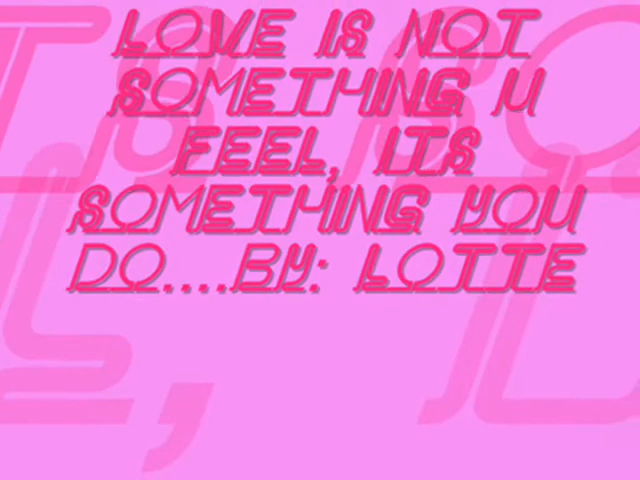 LOVE IS NOT
SOMETHING U
FEEL, ITS
SOMETHING YOU
DO....BY: LOTTE